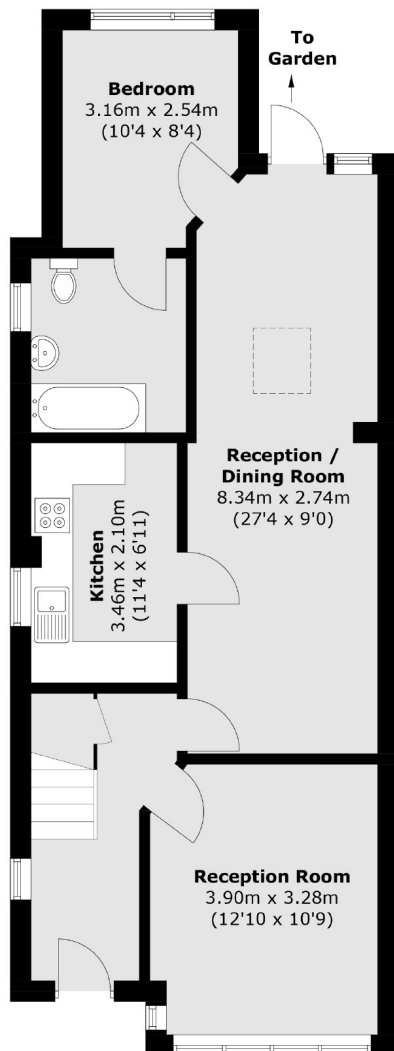 To
Garden
Bedroom
3.16m x 2.54m
(10'4 x 8'4)
Reception /
Dining Room
8.34m x 2.74m
(27'4 x 9'0)
Kitchen
3.46m x 2.10m
(11'4 x 6'11)
Reception Room
3.90m x 3.28m
(12'10 x 10'9)